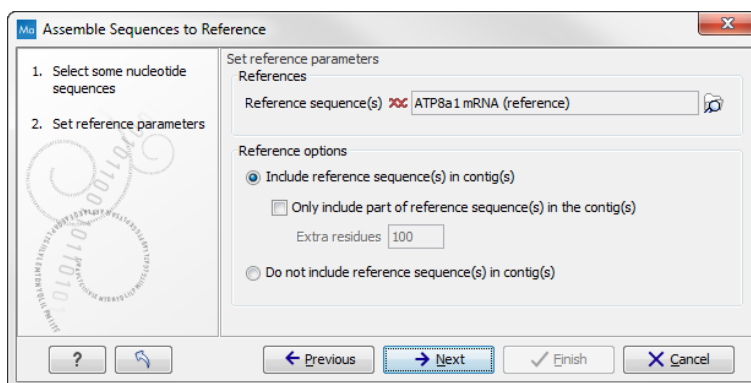 Ma Assemble Sequences to Reference
1. Select some nucleotide
sequences
2. Set reference parameters
Set reference parameters
References
Reference sequence(s) ATP8a1 mRNA (reference)
Reference options
Include reference sequence(s) in contig(s)
Only include part of reference sequence(s) in the contig(s)
Extra residues 100
Do not include reference sequence(s) in contig(s)
?
Previous
Next
Finish
Cancel